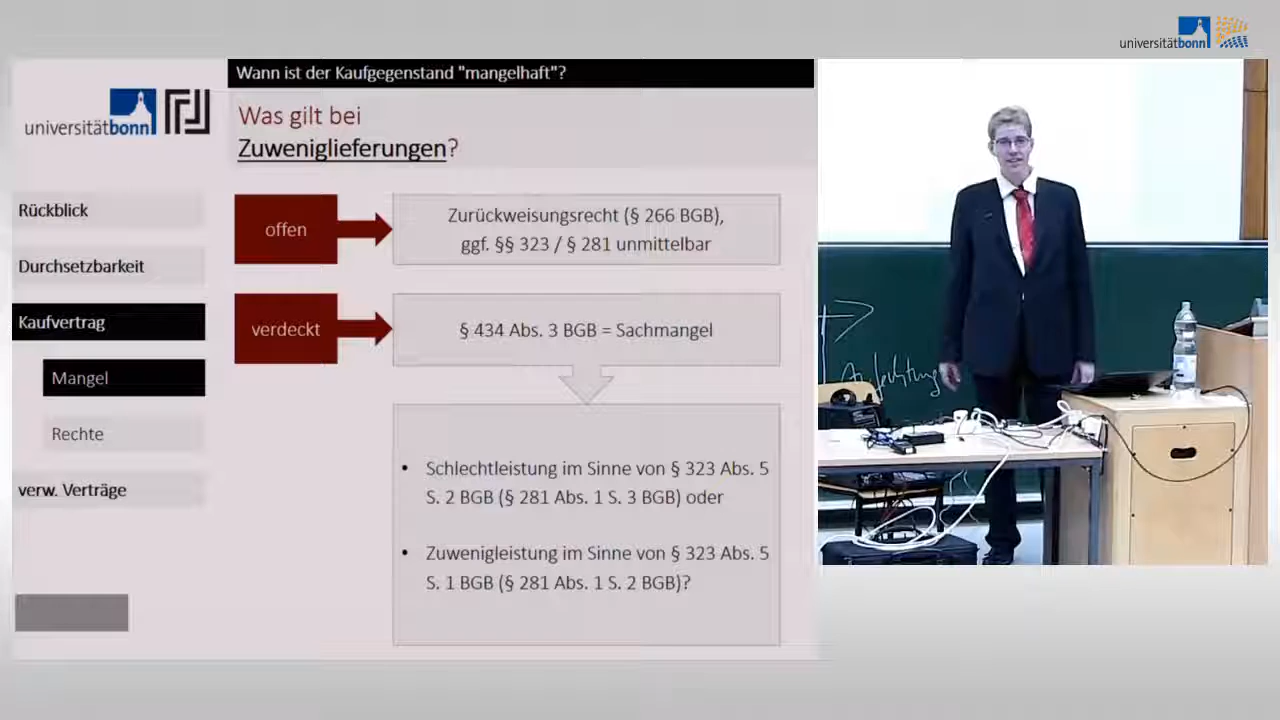 universitätbonn
Wann ist der Kaufgegenstand "mangelhaft"?
universitätbonn
Was gilt bei
Zuweniglieferungen?
Rückblick
Durchsetzbarkeit
Kaufvertrag
Mangel
Rechte
verw. Verträge
offen
Zurückweisungsrecht (§ 266 BGB),
ggf. §§ 323 / § 281 unmittelbar
verdeckt
§ 434 Abs. 3 BGB = Sachmangel
• Schlechtleistung im Sinne von § 323 Abs. 5
S. 2 BGB (§ 281 Abs. 1 S. 3 BGB) oder
• Zuwenigleistung im Sinne von § 323 Abs. 5
S. 1 BGB (§ 281 Abs. 1 S. 2 BGB)?